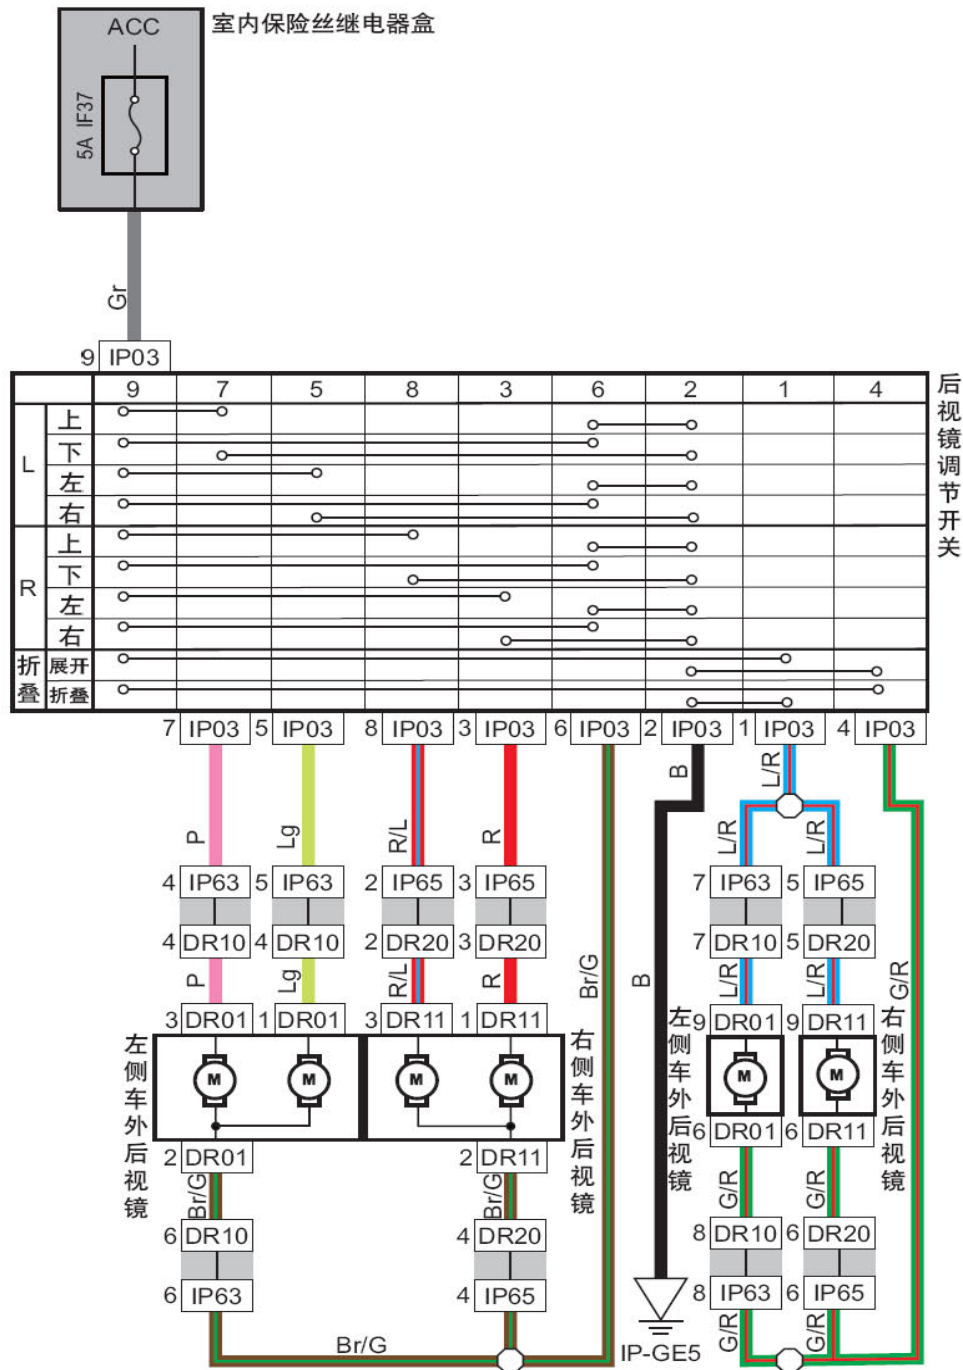 ACC
室内保险丝继电器盒
5A IF37
Gr
9 IP03
9 7 5 8 3 6 2 1 4
后视镜调节开关
L
上
下
左
右
R
上
下
左
右
折叠
展开
折叠
7 IP03 5 IP03 8 IP03 3 IP03 6 IP03 2 IP03 1 IP03 4 IP03
B L/R
P Lg R/L R L/R L/R
4 IP63 5 IP63 2 IP65 3 IP65 7 IP63 5 IP65
4 DR10 4 DR10 2 DR20 3 DR20 7 DR10 5 DR20
P Lg R/L R Br/G B L/R L/R G/R
3 DR01 1 DR01 3 DR11 1 DR11 9 DR01 9 DR11
左侧车外后视镜
M M M M
右侧车外后视镜
左侧车外后视镜
M M
右侧车外后视镜
6 DR01 6 DR11
2 DR01 2 DR11
Br/G Br/G G/R G/R
6 DR10 4 DR20 8 DR10 6 DR20
6 IP63 4 IP65 8 IP63 6 IP65
Br/G IP-GE5 G/R G/R